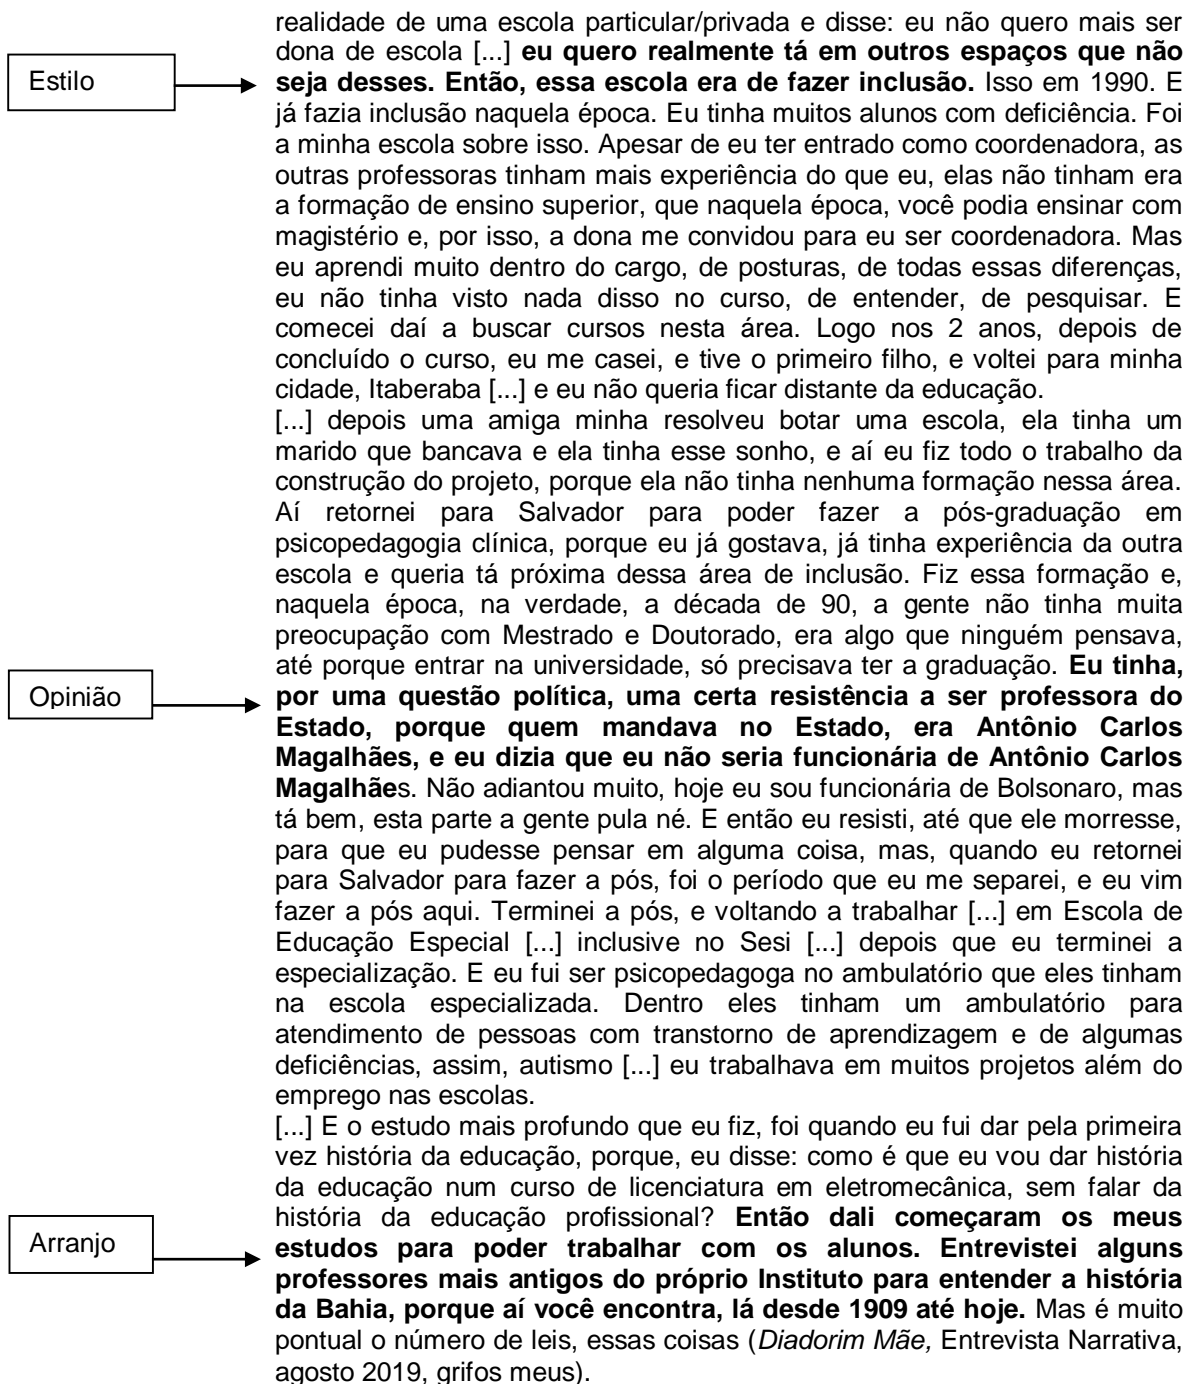 realidade de uma escola particular/privada e disse: eu não quero mais ser
dona de escola [...] eu quero realmente tá em outros espaços que não
Estilo
seja desses. Então, essa escola era de fazer inclusão. Isso em 1990. E
já fazia inclusão naquela época. Eu tinha muitos alunos com deficiência. Foi
a minha escola sobre isso. Apesar de eu ter entrado como coordenadora, as
outras professoras tinham mais experiência do que eu, elas não tinham era
a formação de ensino superior, que naquela época, você podia ensinar com
magistério e, por isso, a dona me convidou para eu ser coordenadora. Mas
eu aprendi muito dentro do cargo, de posturas, de todas essas diferenças,
eu não tinha visto nada disso no curso, de entender, de pesquisar. E
comecei daí a buscar cursos nesta área. Logo nos 2 anos, depois de
concluído o curso, eu me casei, e tive o primeiro filho, e voltei para minha
cidade, Itaberaba [...] e eu não queria ficar distante da educação.
[...] depois uma amiga minha resolveu botar uma escola, ela tinha um
marido que bancava e ela tinha esse sonho, e aí eu fiz todo o trabalho da
construção do projeto, porque ela não tinha nenhuma formação nessa área.
Aí retornei para Salvador para poder fazer a pós-graduação em
psicopedagogia clínica, porque eu já gostava, já tinha experiência da outra
escola e queria tá próxima dessa área de inclusão. Fiz essa formação e,
naquela época, na verdade, a década de 90, a gente não tinha muita
preocupação com Mestrado e Doutorado, era algo que ninguém pensava,
até porque entrar na universidade, só precisava ter a graduação. Eu tinha,
Opinião
por uma questão política, uma certa resistência a ser professora do
Estado, porque quem mandava no Estado, era Antônio Carlos
Magalhães, e eu dizia que eu não seria funcionária de Antônio Carlos
Magalhães. Não adiantou muito, hoje eu sou funcionária de Bolsonaro, mas
tá bem, esta parte a gente pula né. E então eu resisti, até que ele morresse,
para que eu pudesse pensar em alguma coisa, mas, quando eu retornei
para Salvador para fazer a pós, foi o período que eu me separei, e eu vim
fazer a pós aqui. Terminei a pós, e voltando a trabalhar [...] em Escola de
Educação Especial [...] inclusive no Sesi [...] depois que eu terminei a
especialização. E eu fui ser psicopedagoga no ambulatório que eles tinham
na escola especializada. Dentro eles tinham um ambulatório para
atendimento de pessoas com transtorno de aprendizagem e de algumas
deficiências, assim, autismo [...] eu trabalhava em muitos projetos além do
emprego nas escolas.
[...] E o estudo mais profundo que eu fiz, foi quando eu fui dar pela primeira
vez história da educação, porque, eu disse: como é que eu vou dar história
da educação num curso de licenciatura em eletromecânica, sem falar da
história da educação profissional? Então dali começaram os meus
Arranjo
estudos para poder trabalhar com os alunos. Entrevistei alguns
professores mais antigos do próprio Instituto para entender a história
da Bahia, porque aí você encontra, lá desde 1909 até hoje. Mas é muito
pontual o número de leis, essas coisas (Diadorim Mãe, Entrevista Narrativa,
agosto 2019, grifos meus).